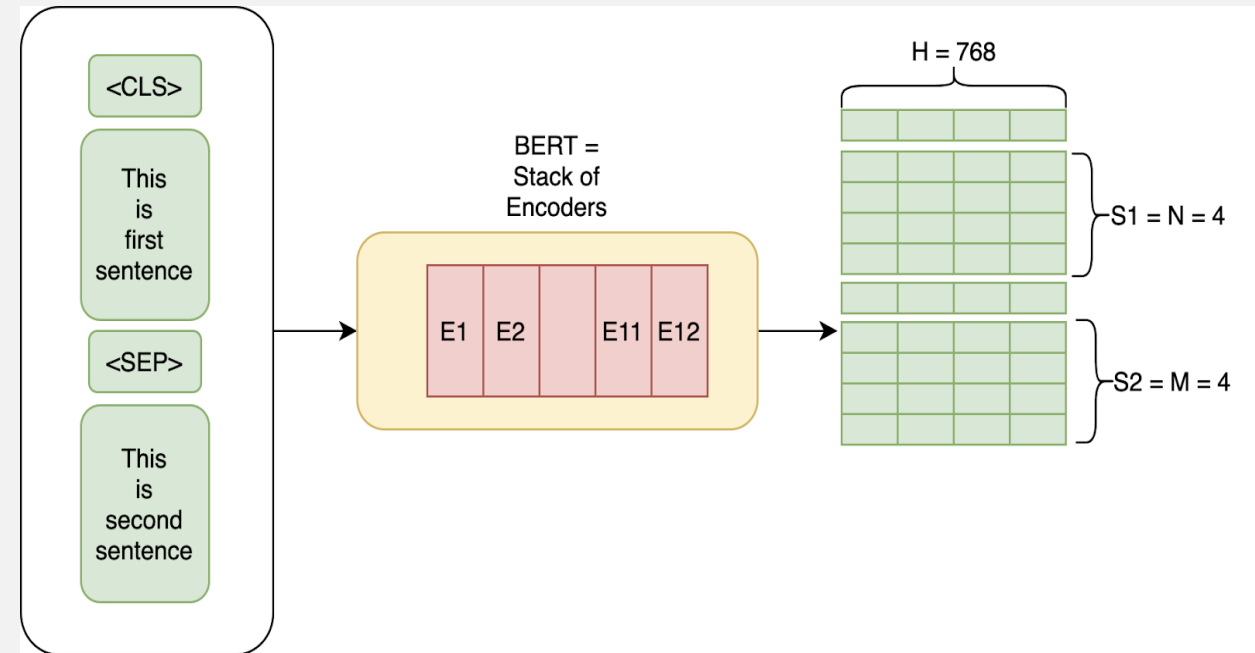 <CLS>
This
is
first
sentence
<SEP>
This
is
second
sentence
BERT =
Stack of
Encoders
E1 E2 E11 E12
H = 768
S1 = N = 4
S2 = M = 4